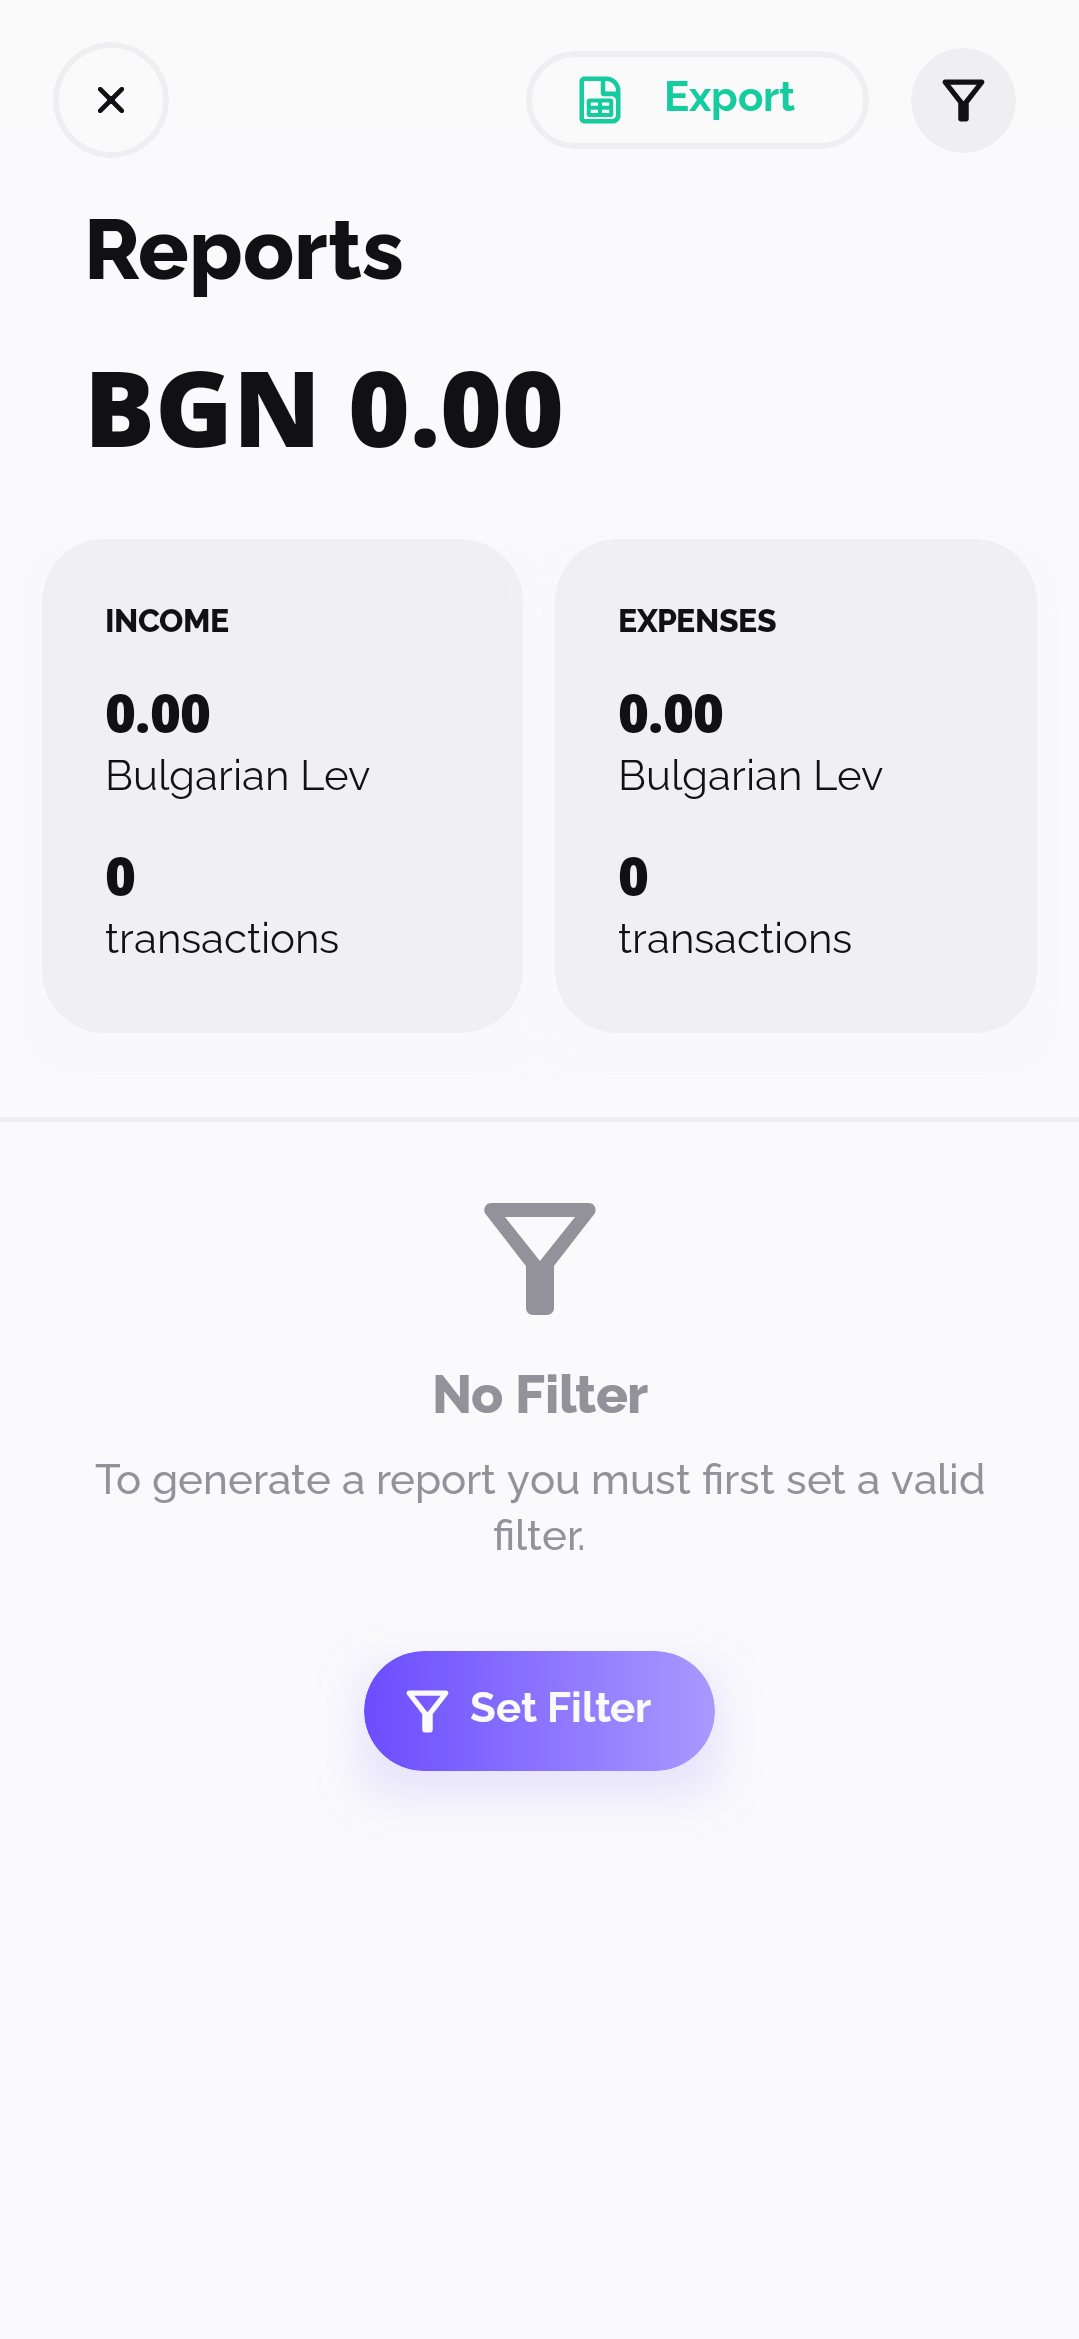 Export
Reports
BGN 0.00
INCOME
0.00
Bulgarian Lev
0
transactions
EXPENSES
0.00
Bulgarian Lev
0
transactions
No Filter
To generate a report you must first set a valid
filter.
Set Filter